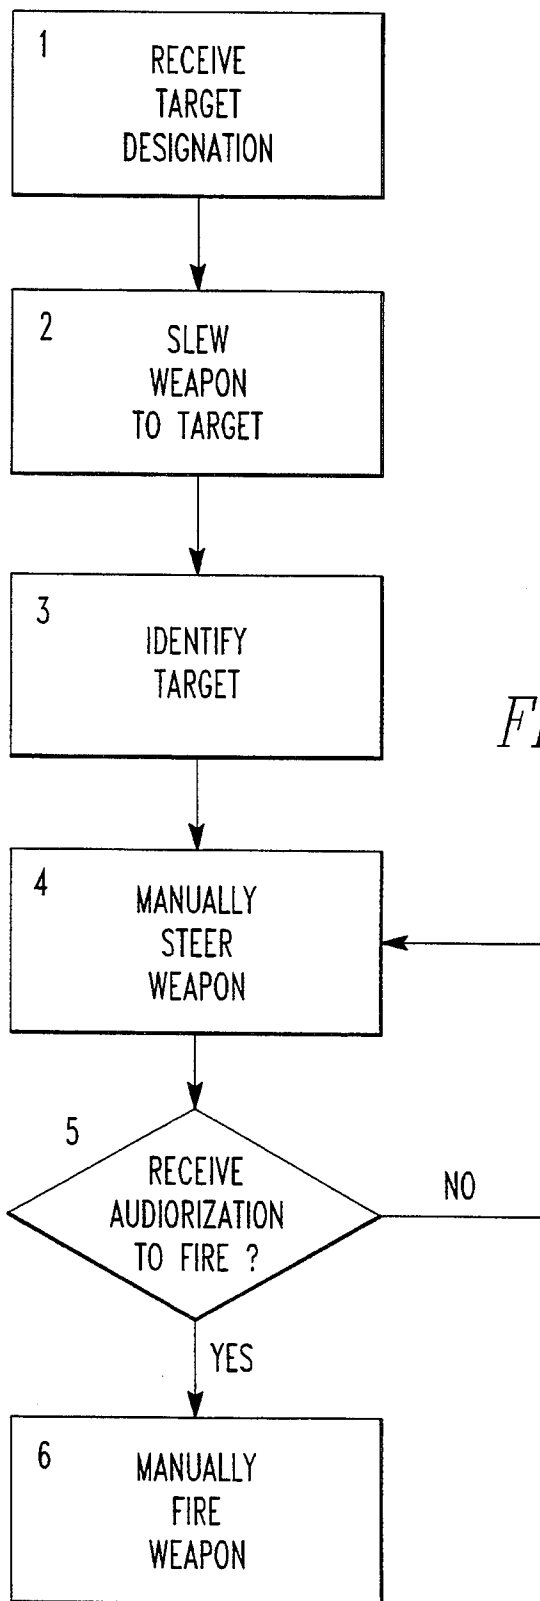 1
RECEIVE
TARGET
DESIGNATION
2
SLEW
WEAPON
TO TARGET
3
IDENTIFY
TARGET
4
MANUALLY
STEER
WEAPON
5
RECEIVE
AUDIORIZATION
TO FIRE ?
NO
YES
6
MANUALLY
FIRE
WEAPON